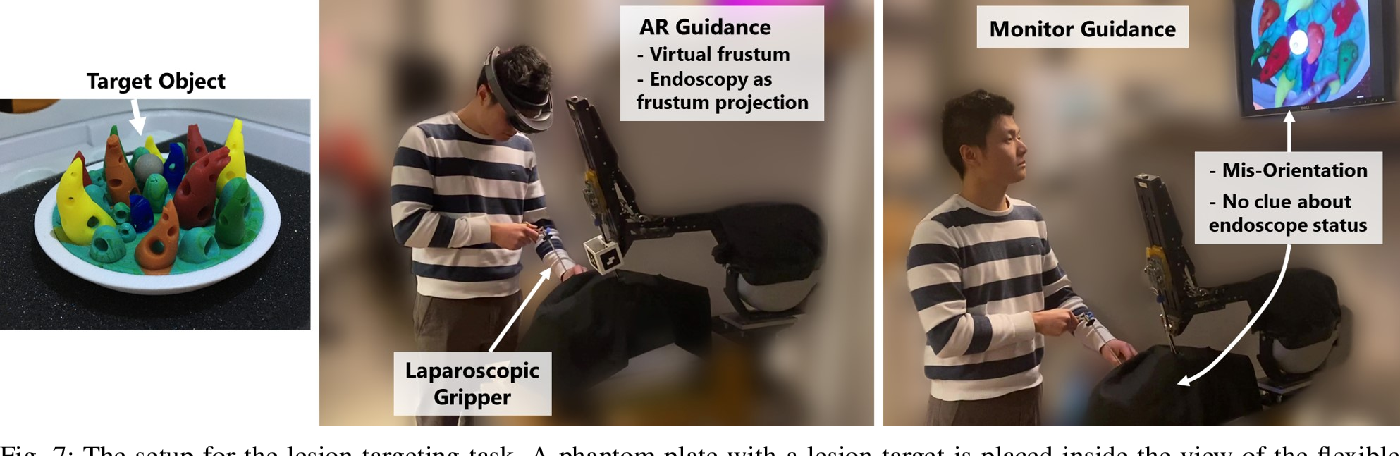 Target Object
AR Guidance
- Virtual frustum
- Endoscopy as
frustum projection
Laparoscopic
Gripper
Monitor Guidance
- Mis-Orientation
- No clue about
endoscope status
Fig. 7: The setup for the lesion targeting task. A phantom plate with a lesion target is placed inside the view of the flexible